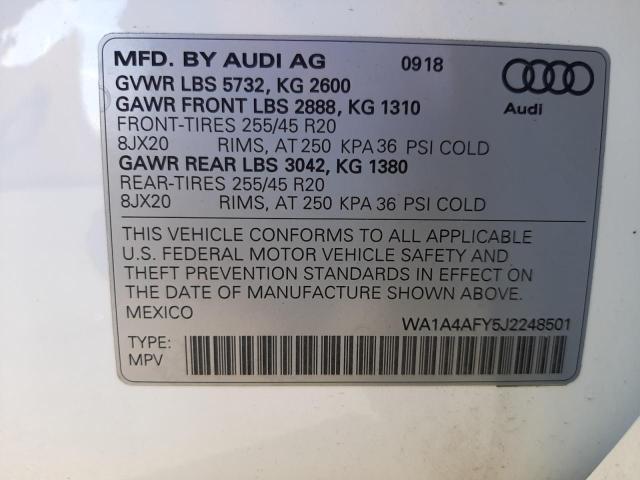 MFD. BY AUDI AG 0918
GVWR LBS 5732, KG 2600
GAWR FRONT LBS 2888, KG 1310
Audi
FRONT-TIRES 255/45 R20
8JX20 RIMS, AT 250 KPA 36 PSI COLD
GAWR REAR LBS 3042, KG 1380
REAR-TIRES 255/45 R20
8JX20 RIMS, AT 250 KPA 36 PSI COLD
THIS VEHICLE CONFORMS TO ALL APPLICABLE
U.S. FEDERAL MOTOR VEHICLE SAFETY AND
THEFT PREVENTION STANDARDS IN EFFECT ON
THE DATE OF MANUFACTURE SHOWN ABOVE.
MEXICO WA1A4AFY5J2248501
TYPE:
MPV